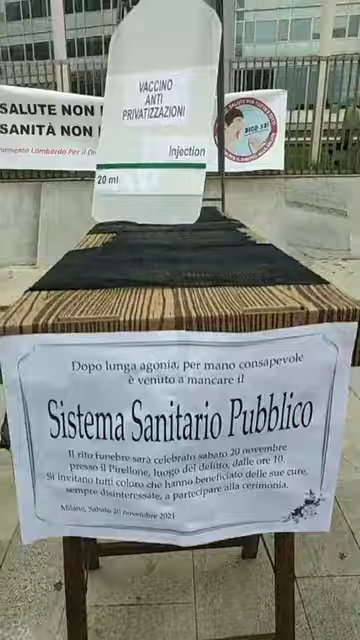 VACCINO
ANTI
PRIVATIZZAZIONI
Injection
20 ml
SALUTE NON
SANITÀ NON
Lombardo Per il
Dopo lunga agonia, per mano consapevole
è venuto a mancare il
Sistema Sanitario Pubblico
Il rito funebre sarà celebrato sabato 20 novembre
presso il Pirellone, luogo del delitto, dalle ore 10.
Si invitano tutti coloro che hanno beneficiato delle sue cure,
sempre disinteressate, a partecipare alla cerimonia.
Milano, Sabato 20 novembre 2021